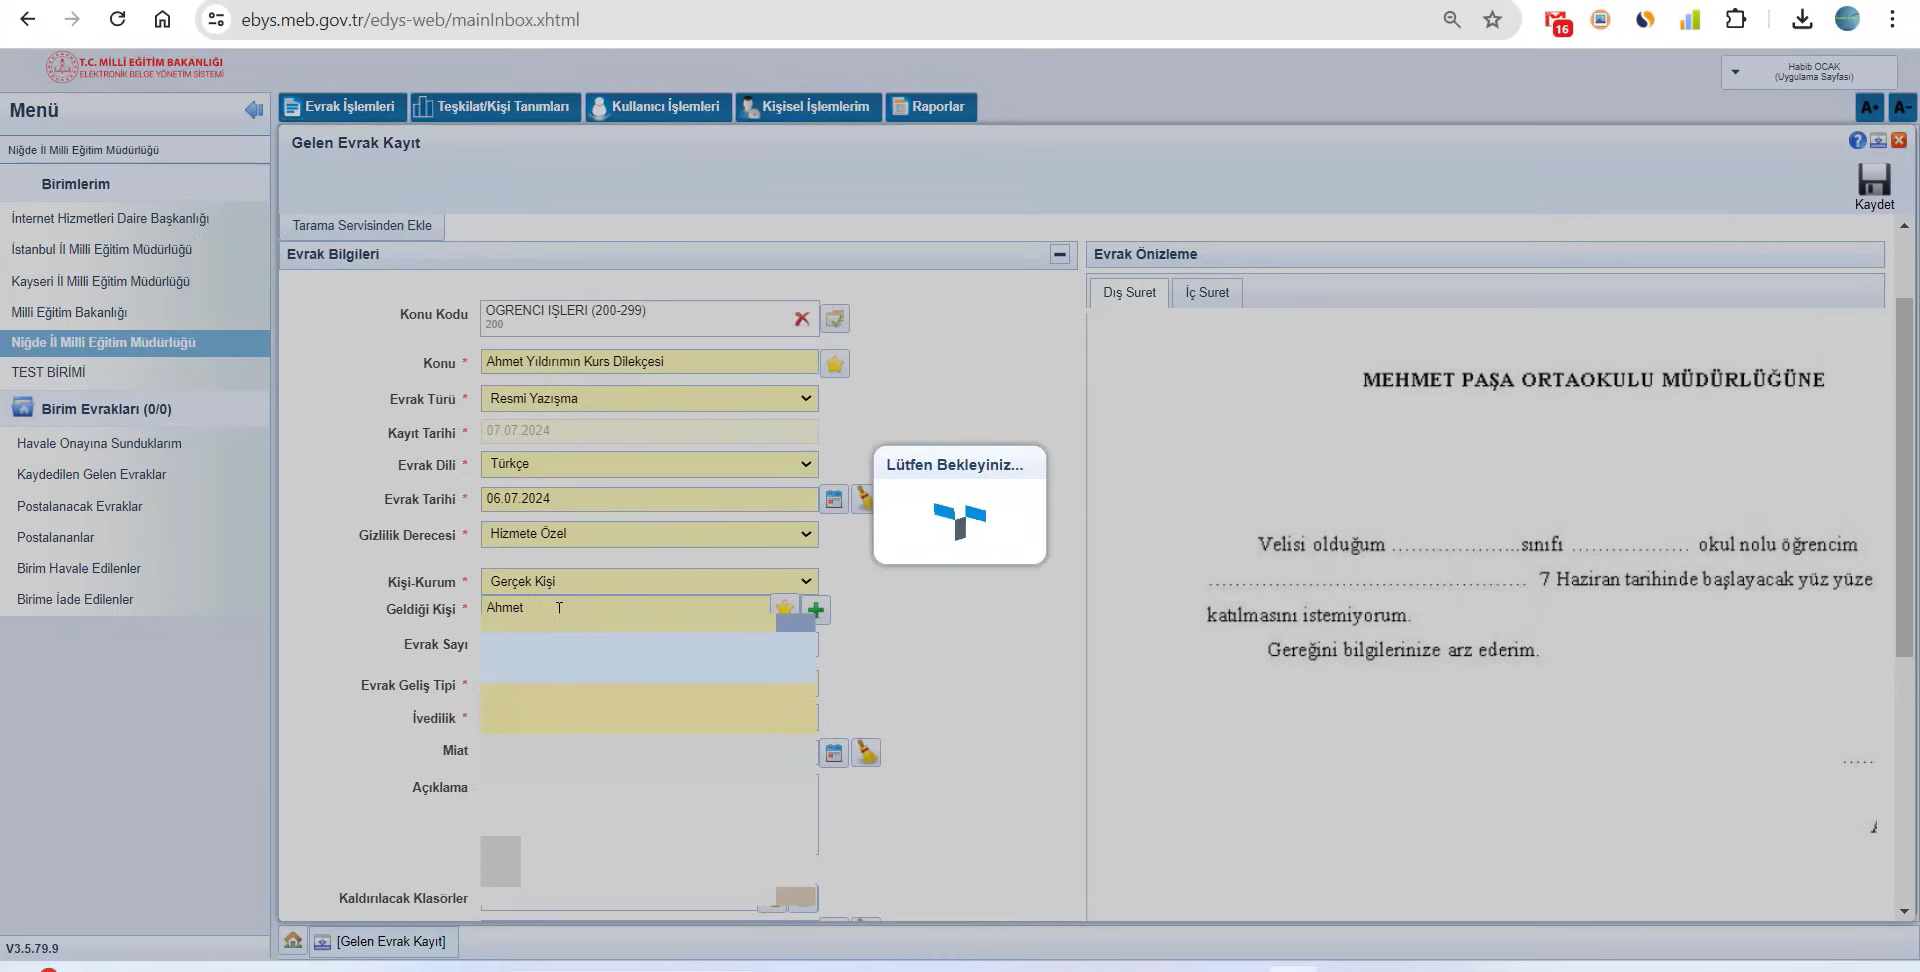 ebys.meb.gov.tr/edys-web/mainInbox.xhtml
16
T.C. MİLLÎ EĞİTİM BAKANLIĞI
ELEKTRONİK BELGE YÖNETİM SİSTEMİ
Habib OCAK
(Uygulama Sayfası)
Menü
Evrak İşlemleri
Teşkilat/Kişi Tanımları
Kullanıcı İşlemleri
Kişisel İşlemlerim
Raporlar
A+
A-
Niğde İl Milli Eğitim Müdürlüğü
Birimlerim
İnternet Hizmetleri Daire Başkanlığı
İstanbul İl Milli Eğitim Müdürlüğü
Kayseri İl Milli Eğitim Müdürlüğü
Milli Eğitim Bakanlığı
Niğde İl Milli Eğitim Müdürlüğü
TEST BİRİMİ
Birim Evrakları (0/0)
Havale Onayına Sunduklarım
Kaydedilen Gelen Evraklar
Postalanacak Evraklar
Postalananlar
Birim Havale Edilenler
Birime İade Edilenler
V3.5.79.9
Gelen Evrak Kayıt
Kaydet
Tarama Servisinden Ekle
Evrak Bilgileri
Konu Kodu
ÖĞRENCİ İŞLERİ (200-299)
200
Konu * Ahmet Yıldırımın Kurs Dilekçesi
Evrak Türü * Resmi Yazışma
Kayıt Tarihi * 07.07.2024
Evrak Dili * Türkçe
Evrak Tarihi * 06.07.2024
Gizlilik Derecesi * Hizmete Özel
Kişi-Kurum * Gerçek Kişi
Geldiği Kişi * Ahmet
Evrak Sayı
Evrak Geliş Tipi *
İvedilik *
Miat
Açıklama
Kaldırılacak Klasörler
Lütfen Bekleyiniz...
Evrak Önizleme
Dış Suret
İç Suret
MEHMET PAŞA ORTAOKULU MÜDÜRLÜĞÜNE
Velisi olduğum ....................sınıfı .................. okul nolu öğrencim
.................................................. 7 Haziran tarihinde başlayacak yüz yüze
katılmasını istemiyorum.
Gereğini bilgilerinize arz ederim.
.....
[Gelen Evrak Kayıt]